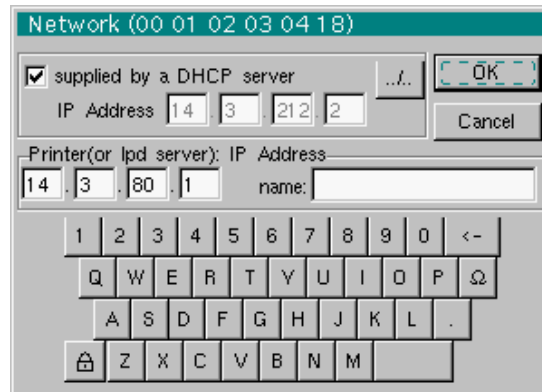 Network (00 01 02 03 04 18)
supplied by a DHCP server
../..
OK
IP Address 14 . 3 . 212 . 2
Cancel
Printer(or lpd server): IP Address
14 . 3 . 80 . 1 name:
1 2 3 4 5 6 7 8 9 0 <-
Q W E R T Y U I O P Ω
A S D F G H J K L .
Z X C V B N M